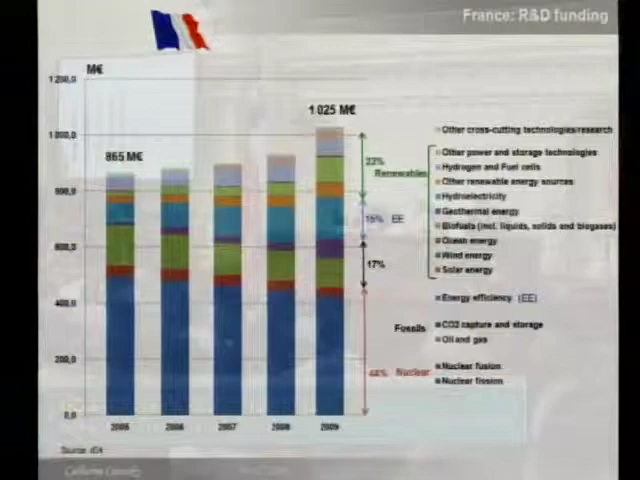 France: R&D funding
M€
1 200,0
1 000,0
800,0
600,0
400,0
200,0
0,0
865 M€
1 025 M€
22%
Renewables
15% EE
17%
Nuclear
2005
2006
2007
2008
2009
Other cross-cutting technologies/research
Other power and storage technologies
Hydrogen and Fuel cells
Other renewable energy sources
Hydroelectricity
Geothermal energy
Biofuels (incl. liquids, solids and biogases)
Ocean energy
Wind energy
Solar energy
Energy efficiency (EE)
Fossils
CO2 capture and storage
Oil and gas
Nuclear fusion
Nuclear fission
Source: IEA